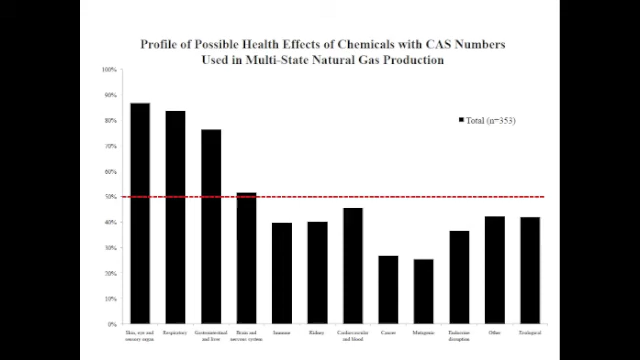 Profile of Possible Health Effects of Chemicals with CAS Numbers
Used in Multi-State Natural Gas Production
100%
90%
80%
70%
60%
50%
40%
30%
20%
10%
0%
Total (n=353)
Skin, eye and
sensory organ
Respiratory
Gastrointestinal
and liver
Brain and
nervous system
Immune
Kidney
Cardiovascular
and blood
Cancer
Mutagenic
Endocrine
disruption
Other
Ecological